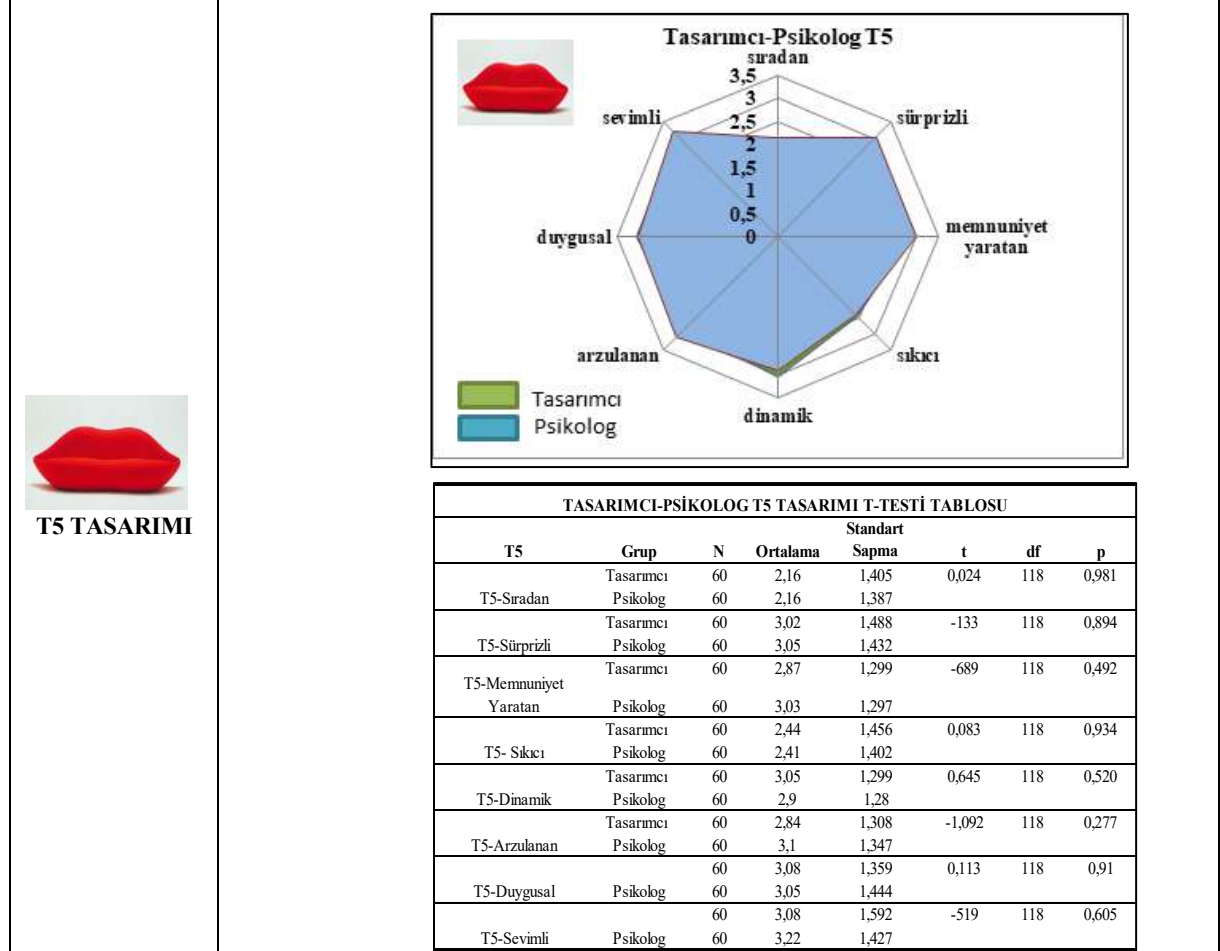 Tasarımcı-Psikolog T5
sıradan
3,5
3
sevimli
2,5
sürprizli
2
1,5
1
0,5
duygusal
0
memnuniyet
yaratan
arzulanan
sıkıcı
dinamik
Tasarımcı
Psikolog
T5 TASARIMI
TASARIMCI-PSİKOLOG T5 TASARIMI T-TESTİ TABLOSU
T5 Grup N Ortalama Standart Sapma t df p
Tasarımcı 60 2,16 1,405 0,024 118 0,981
T5-Sıradan Psikolog 60 2,16 1,387
Tasarımcı 60 3,02 1,488 -133 118 0,894
T5-Sürprizli Psikolog 60 3,05 1,432
Tasarımcı 60 2,87 1,299 -689 118 0,492
T5-Memnuniyet
Yaratan Psikolog 60 3,03 1,297
Tasarımcı 60 2,44 1,456 0,083 118 0,934
T5- Sıkıcı Psikolog 60 2,41 1,402
Tasarımcı 60 3,05 1,299 0,645 118 0,520
T5-Dinamik Psikolog 60 2,9 1,28
Tasarımcı 60 2,84 1,308 -1,092 118 0,277
T5-Arzulanan Psikolog 60 3,1 1,347
60 3,08 1,359 0,113 118 0,91
T5-Duygusal Psikolog 60 3,05 1,444
60 3,08 1,592 -519 118 0,605
T5-Sevimli Psikolog 60 3,22 1,427